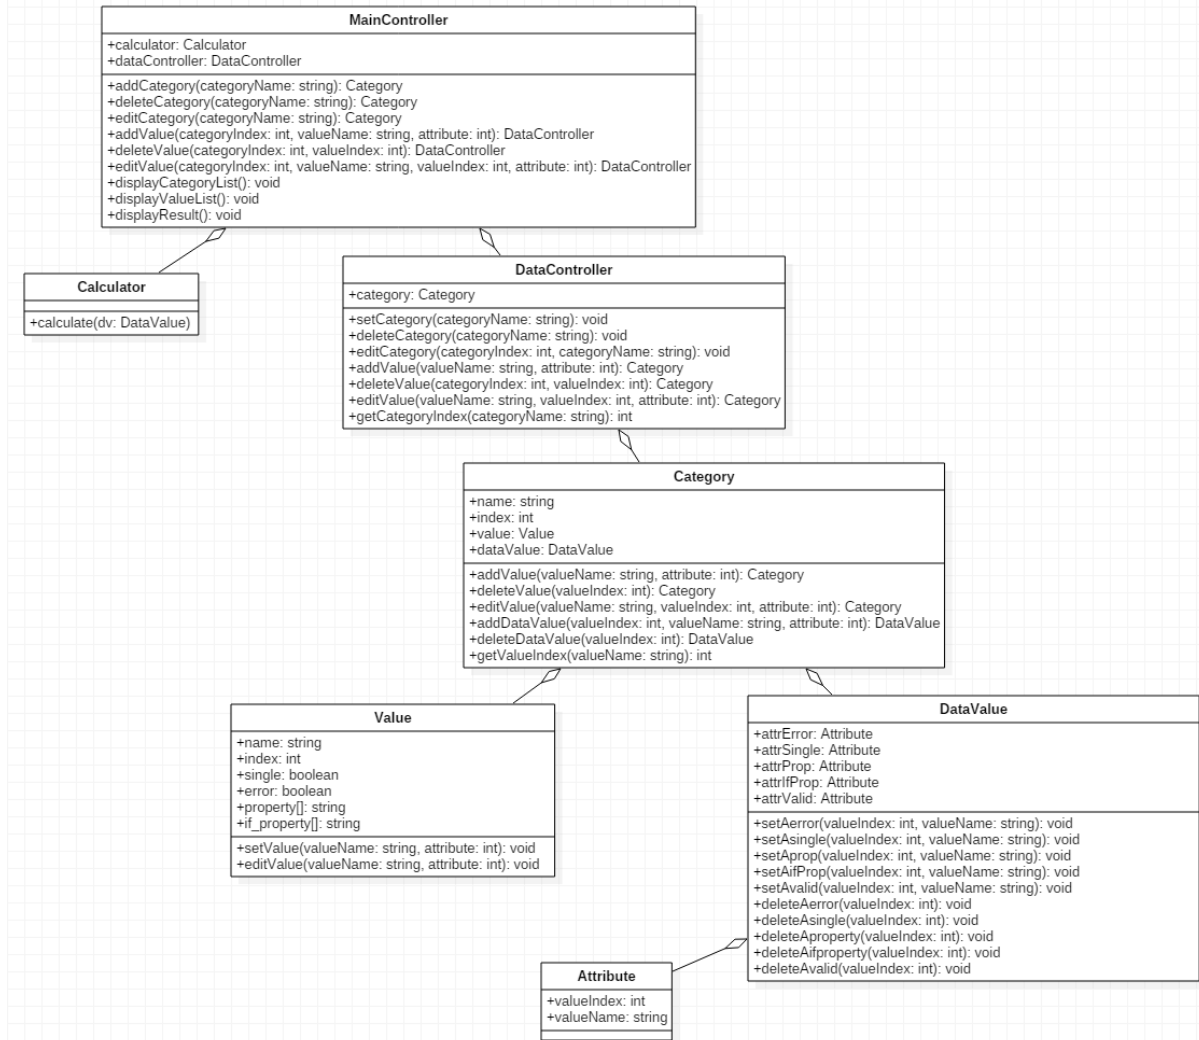 MainController
+calculator: Calculator
+dataController: DataController
+addCategory(categoryName: string): Category
+deleteCategory(categoryName: string): Category
+editCategory(categoryName: string): Category
+addValue(categoryIndex: int, valueName: string, attribute: int): DataController
+deleteValue(categoryIndex: int, valueIndex: int): DataController
+editValue(categoryIndex: int, valueName: string, valueIndex: int, attribute: int): DataController
+displayCategoryList(): void
+displayValueList(): void
+displayResult(): void
Calculator
+calculate(dv: DataValue)
DataController
+category: Category
+setCategory(categoryName: string): void
+deleteCategory(categoryName: string): void
+editCategory(categoryIndex: int, categoryName: string): void
+addValue(valueName: string, attribute: int): Category
+deleteValue(categoryIndex: int, valueIndex: int): Category
+editValue(valueName: string, valueIndex: int, attribute: int): Category
+getCategoryIndex(categoryName: string): int
Category
+name: string
+index: int
+value: Value
+dataValue: DataValue
+addValue(valueName: string, attribute: int): Category
+deleteValue(valueIndex: int): Category
+editValue(valueName: string, valueIndex: int, attribute: int): Category
+addDataValue(valueIndex: int, valueName: string, attribute: int): DataValue
+deleteDataValue(valueIndex: int): DataValue
+getValueIndex(valueName: string): int
Value
+name: string
+index: int
+single: boolean
+error: boolean
+property[]: string
+if_property[]: string
+setValue(valueName: string, attribute: int): void
+editValue(valueName: string, attribute: int): void
DataValue
+attrError: Attribute
+attrSingle: Attribute
+attrProp: Attribute
+attrIfProp: Attribute
+attrValid: Attribute
+setAerror(valueIndex: int, valueName: string): void
+setAsingle(valueIndex: int, valueName: string): void
+setAprop(valueIndex: int, valueName: string): void
+setAifProp(valueIndex: int, valueName: string): void
+setAvalid(valueIndex: int, valueName: string): void
+deleteAerror(valueIndex: int): void
+deleteAsingle(valueIndex: int): void
+deleteAproperty(valueIndex: int): void
+deleteAifproperty(valueIndex: int): void
+deleteAvalid(valueIndex: int): void
Attribute
+valueIndex: int
+valueName: string